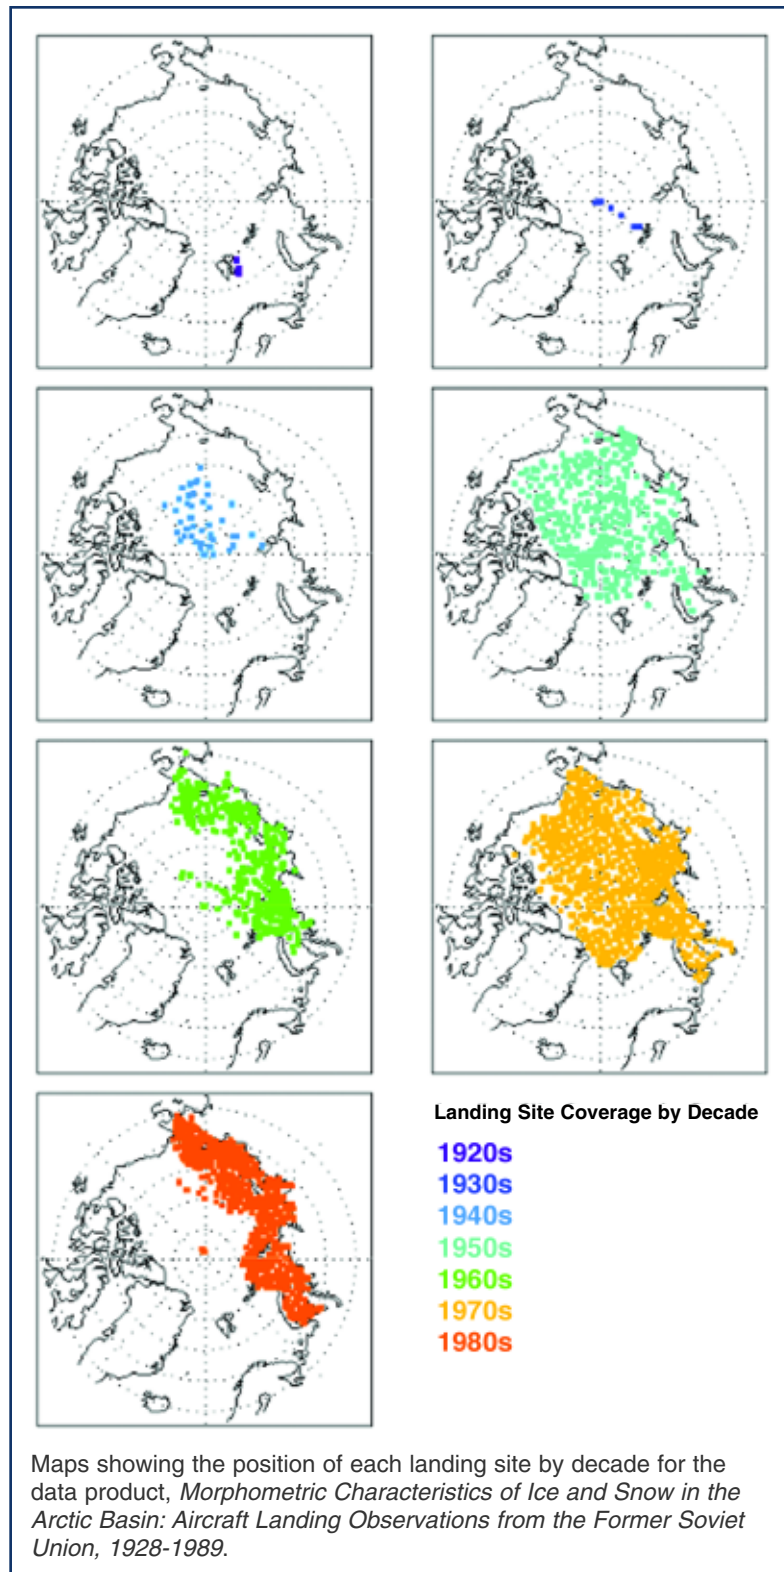 Landing Site Coverage by Decade
1920s
1930s
1940s
1950s
1960s
1970s
1980s
Maps showing the position of each landing site by decade for the
data product, Morphometric Characteristics of Ice and Snow in the
Arctic Basin: Aircraft Landing Observations from the Former Soviet
Union, 1928-1989.